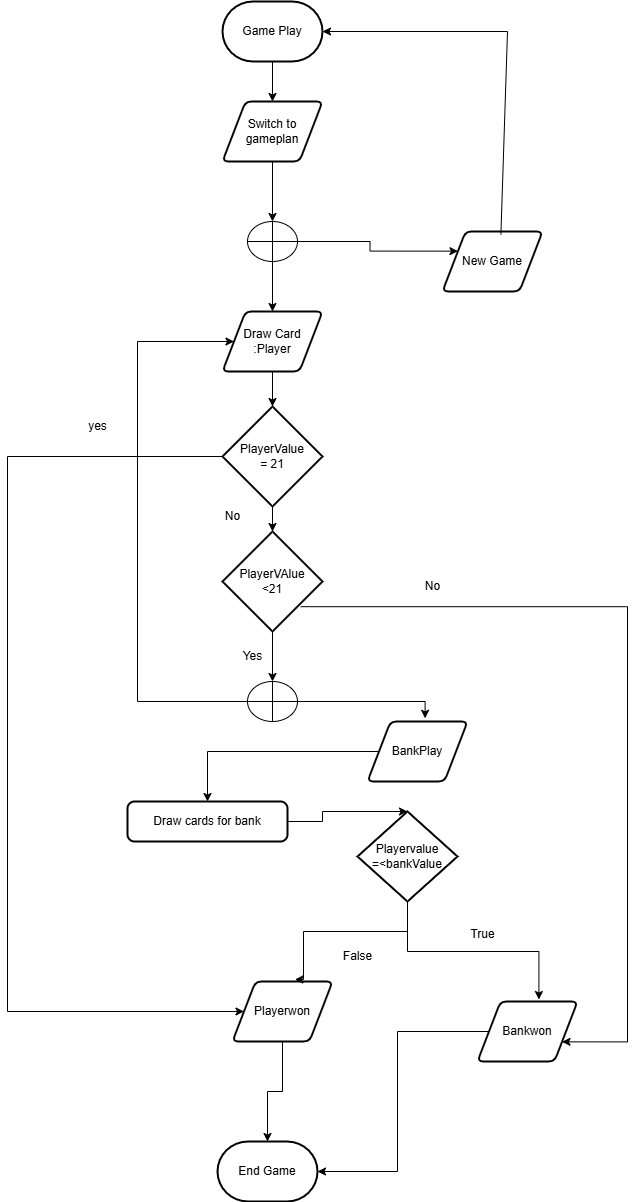 Game Play
Switch to
gameplan
New Game
Draw Card
:Player
yes
PlayerValue
= 21
No
PlayerVAlue
<21
No
Yes
BankPlay
Draw cards for bank
Playervalue
=<bankValue
True
False
Playerwon
Bankwon
End Game